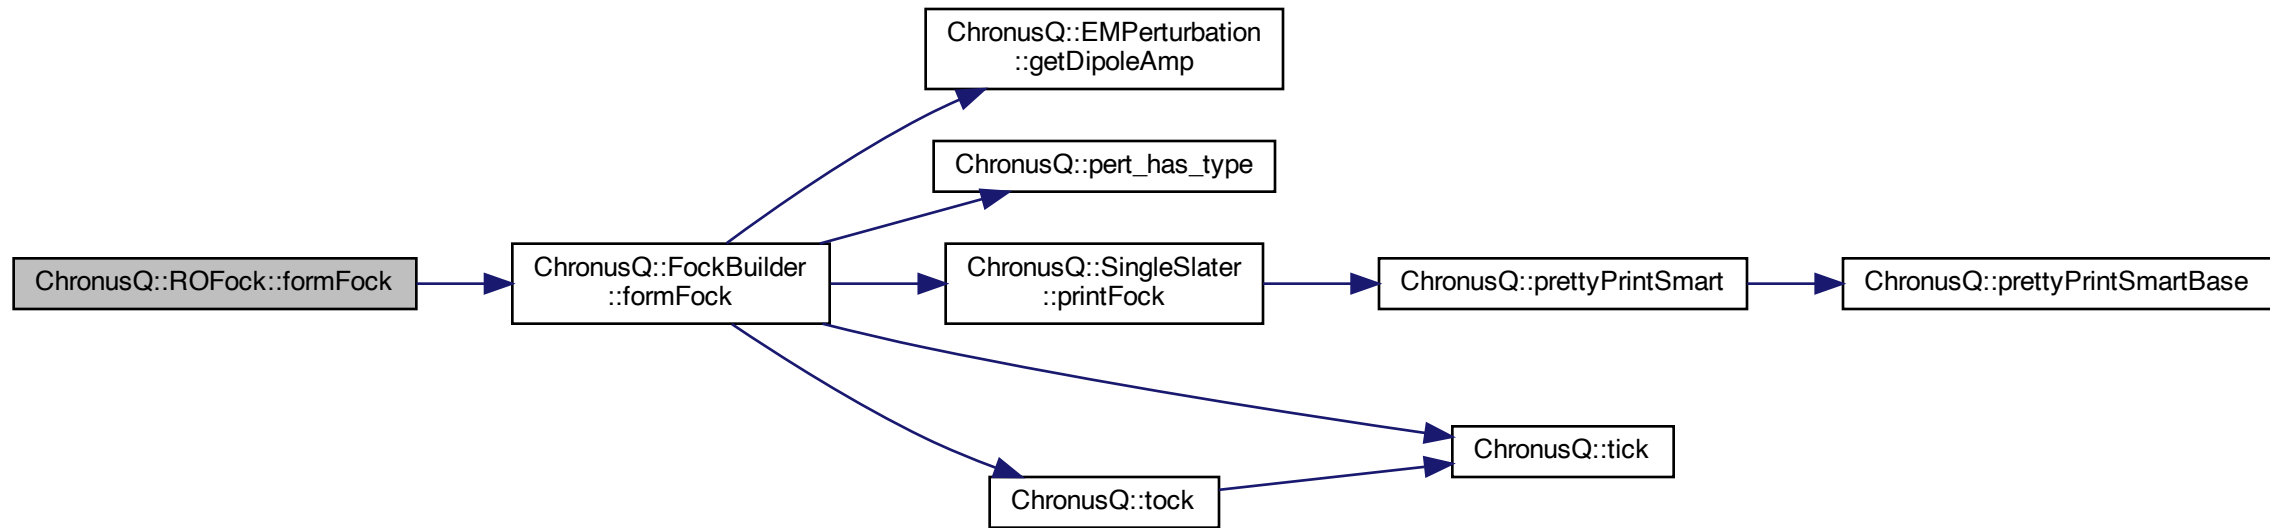 ChronusQ::EMPerturbation
::getDipoleAmp
ChronusQ::pert_has_type
ChronusQ::ROFock::formFock
ChronusQ::FockBuilder
::formFock
ChronusQ::SingleSlater
::printFock
ChronusQ::prettyPrintSmart
ChronusQ::prettyPrintSmartBase
ChronusQ::tick
ChronusQ::tock